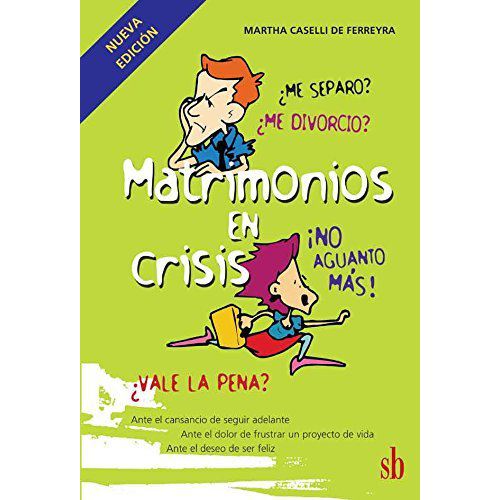 NUEVA
EDICIÓN
MARTHA CASELLI DE FERREYRA
¿ME SEPARO?
¿ME DIVORCIO?
Matrimonios
EN
Crisis
¡NO
AGUANTO
MÁS!
¿VALE LA PENA?
Ante el cansancio de seguir adelante
Ante el dolor de frustrar un proyecto de vida
Ante el deseo de ser feliz
sb